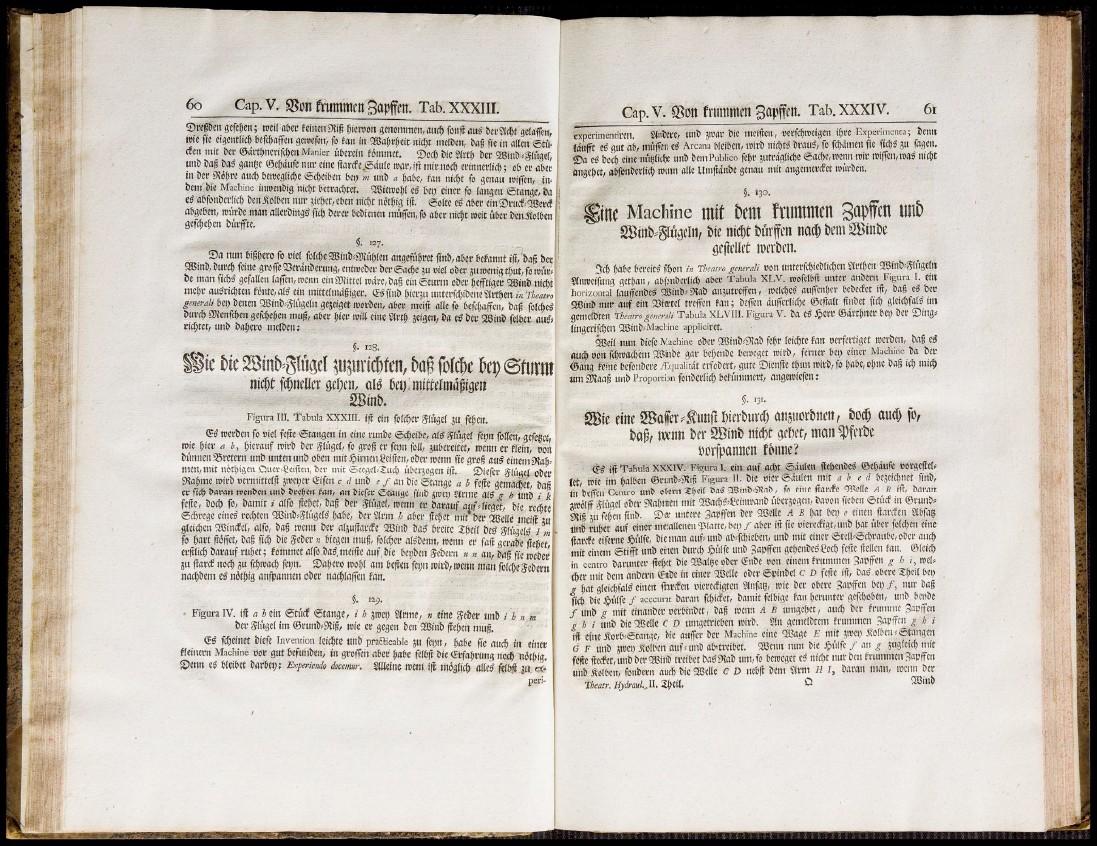 60 Cap. V. Von krummen Zapffen. Tab. XXXIII.
Dreßden gesehen; weil aber keinen Riß hiervon genommen, auch sonst aus der Acht gelassen,
wie sie eigentlich beschaffen gewesen, so kan in Wahrheit nicht melden, daß sie in allen Stü-
cken mit der Gärthnerischen Manier überein kömmet. Doch die Arth der Wind-Flügel,
und daß das gantze Gehäuse nur eine starcke Säule war, ist mir noch erinnerlich; ob er aber
in der Röhre auch bewegliche Scheiben bey m und a habe, kan nicht so genau wissen, in-
dem die Machine inwendig nicht betrachtet. Wiewohl es bey einer so langen Stange, da
es absonderlich den Kolben nur ziehet, eben nicht nöthig ist. Solte es aber ein Druck-Werck
abgeben, würde man allerdings sich derer bedienen müssen, so aber nicht weit über den Kolben
geschehen dürffte.
§. 127.
Da nun bißhero so viel solche Wind-Mühlen angeführet sind, aber bekannt ist, daß der
Wind, durch seine grosse Veränderung, entweder der Sache zu viel oder zu wenig thut, so wür-
de man sichs gefallen lassen, wenn ein Mittel wäre, daß ein Sturm oder hefftiger Wind nicht
mehr ausrichten könte, als ein mittelmäßiger. Es sind hierzu unterschidene Arthen in Theatro
generali bey denen Wind-Flügeln gezeiget worden, aber meist alle so beschaffen, daß solches
durch Menschen geschehen muß, aber hier will eine Arth zeigen, da es der Wind selber aus-
richtet, und dahero melden:
§. 128.
Wie die Wind-Flügel zuzurichten, daß solche bey Sturm
nicht schneller gehen, als bey mittelmäßigen
Wind.
Figura III. Tabula XXXIII. ist ein solcher Flügel zu sehen.
Es werden so viel feste Stangen in eine runde Scheibe, als Flügel seyn sollen, gesetzet,
wie hier a b, hierauf wird der Flügel, so groß er seyn soll, zubereitet, wenn er klein, von
dünnen Bretern und unten und oben mit Hirnen Leisten, oder wenn sie groß aus einem Rah-
men, mit nöthigen Quer-Leisten, der mit Seegel-Tuch überzogen ist. Dieser Flügel oder
Rahme wird vermittelst zweyer Eisen c d und e f an die Stange a b feste gemachet, daß
er sich daran wenden und drehen kan, an dieser Stange sind zwey Arme als g h und i k
feste, doch so, damit i also stehet, daß der Flügel, wenn er darauf auf-lieget, die rechte
Schrege eines rechten Wind-Flügels habe, der Arm h aber stehet mit der Welle meist zu
gleichen Winckel, also, daß wenn der alzustarcke Wind das breite Theil des Flügels l m
so hart stösset, daß sich die Feder n biegen muß, solcher alsdenn, wenn er fast gerade stehet,
erstlich darauf ruhet; kommet also das meiste auf die beyden Federn n n an, daß sie weder
zu starck noch zu schwach seyn. Dahero wohl am besten seyn wird, wenn man solche Federn
nachdem es nöthig anspannen oder nachlassen kan.
§. 129.
Figura IV. ist a b ein Stück Stange, i h zwey Arme, n eine Feder und i h n m
der Flügel im Grund-Riß, wie er gegen den Wind stehen muß.
Es scheinet diese Invention leichte und practicable zu seyn, habe sie auch in einer
kleinern Machine vor gut befunden, in grossen aber habe selbst die Erfahrung noch nöthig.
Denn es bleibet darbey: Experiendo docemur. Alleine wem ist möglich alles selbst zu ex-
peri-
Cap. V. Von krummen Zapffen. Tab. XXXIV. 61
experimentiren. Andere, und zwar die meisten, verschweigen ihre Experimenta; denn
läufft es gut ab, müssen es Arcana bleiben, wird nichts draus, so schämen sie sichs zu sagen.
Da es doch eine nützliche und dem Publico sehr zuträgliche Sache, wenn wir wissen, was nicht
angehet, absonderlich wann alle Umstände genau mit angemercket würden.
§. 130.
Eine Machine mit dem krummen Zapffen und
Wind-Flügeln, die nicht dürffen nach dem Winde
gestellet werden.
Ich habe bereits schon in Theatro generali von unterschiedlichen Arthen Wind-Flügeln
Anweisung gethan, absonderlich aber Tabula XLV. woselbst unter andern Figura I. ein
horizontal lauffendes Wind-Rad anzutreffen, welches aussenher bedecket ist, daß es der
Wind nur auf ein Viertel treffen kan; dessen äusserliche Gestalt findet sich gleichfals im
gemeldten Theatro generali Tabula XLVIII. Figura V. da es Herr Gärthner bey der Ding-
lingerischen Wind-Machine appliciret.
Weil nun diese Machine oder Wind-Rad sehr leichte kan verfertiget werden, daß es
auch von schwachem Winde gar behende beweget wird, ferner bey einer Machine da der
Gang keine besondere Æqualität erfodert, gute Dienste thun wird, so habe, ohne daß ich mich
um Maaß und Proportion sonderlich bekümmert, angewiesen:
§. 131.
Wie eine Wasser-Kunst hierdurch anzuordnen, doch auch so,
daß, wenn der Wind nicht gehet, man Pferde
vorspannen könne?
Es ist Tabula XXXIV. Figura I. ein auf acht Säulen stehendes Gehäuse vorgestel-
let, wie im halben Grund-Riß Figura II. die vier Säulen mit a b c d bezeichnet sind,
in dessen Centro und obern Theil das Wind-Rad, so eine starcke Welle A B ist, daran
zwölff Flügel oder Rahmen mit Wachs-Leinwand überzogen, davon sieben Stück in Grund-
Riß zu sehen sind. Der untere Zapffen der Welle A B hat bey e einen starcken Absatz
und ruhet auf einer metallenen Platte, bey f aber ist sie viereckigt, und hat über solchen eine
starcke eiserne Hülse, die man auf- und ab-schieben, und mit einer Stell-Schraube, oder auch
mit einem Stifft und einen durch Hülse und Zapffen gehendes Loch feste stellen kan. Gleich
in centro darunter stehet die Waltze oder Ende von einem krummen Zapffen g h i, wel-
cher mit dem andern Ende in einer Welle oder Spindel C D feste ist, das obere Theil bey
g hat gleichfals einen starcken viereckigten Ansatz, wie der obere Zapffen bey f, nur daß
sich die Hülse f accurat daran schicket, damit selbige kan herunter geschoben, und beyde
f und g mit einander verbindet, daß wenn A B umgehet, auch der krumme Zapffen
g h i und die Welle C D umgetrieben wird. An gemeldtem krummen Zapffen g h i
ist eine Korb-Stange, die ausser der Machine eine Wage E mit zwey Kolben-Stangen
G F und zwey Kolben auf- und ab-treibet. Wenn nun die Hülse f an g zugleich mit
feste stecket, und der Wind treibet das Rad um, so beweget es nicht nur den krummen Zapffen
und Kolben, sondern auch die Welle C D nebst dem Arm H I, daran man, wenn der
Theatr. Hydraul. II. Theil. Q Wind